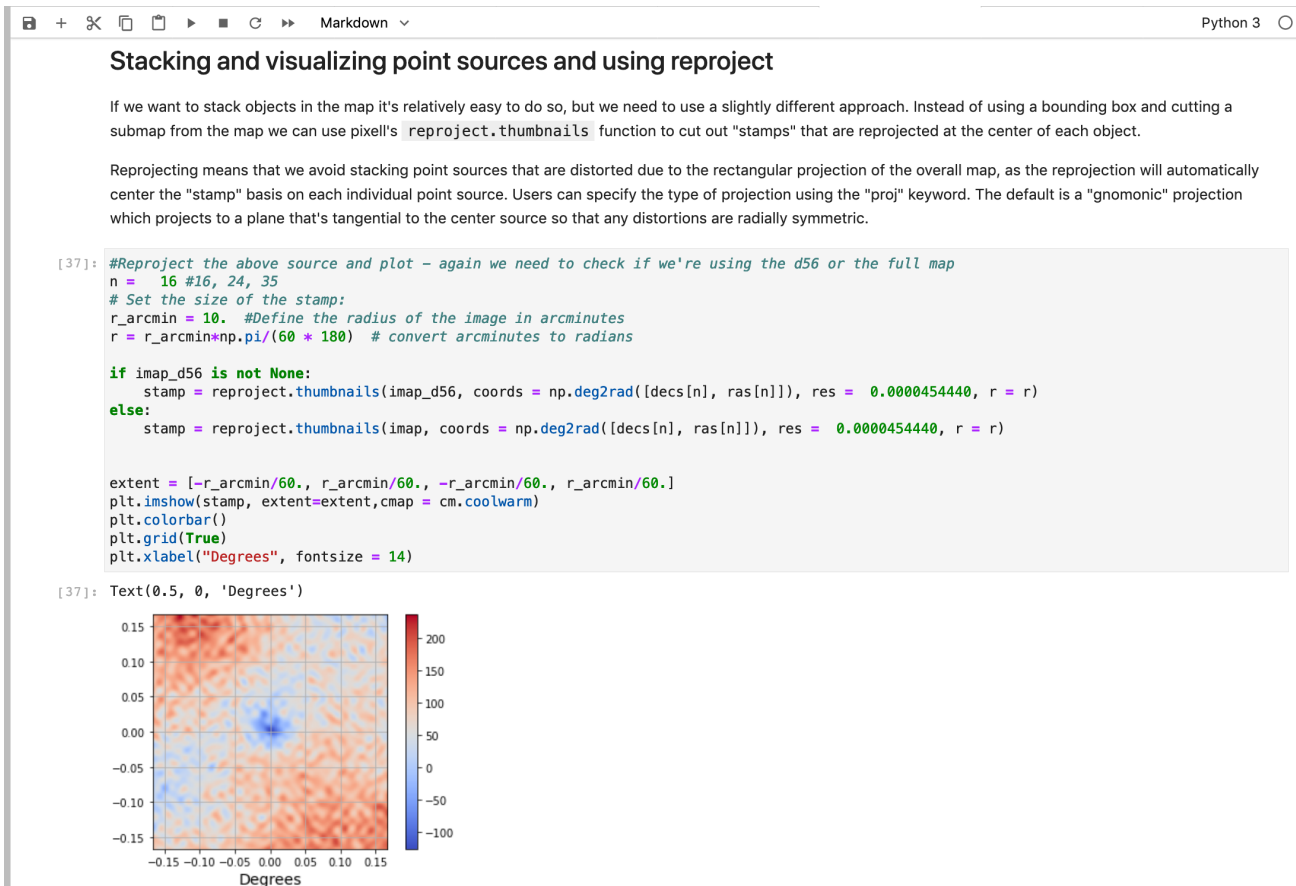 Markdown
Python 3
Stacking and visualizing point sources and using reproject
If we want to stack objects in the map it's relatively easy to do so, but we need to use a slightly different approach. Instead of using a bounding box and cutting a
submap from the map we can use pixell's reproject.thumbnails function to cut out "stamps" that are reprojected at the center of each object.
Reprojecting means that we avoid stacking point sources that are distorted due to the rectangular projection of the overall map, as the reprojection will automatically
center the "stamp" basis on each individual point source. Users can specify the type of projection using the "proj" keyword. The default is a "gnomonic" projection
which projects to a plane that's tangential to the center source so that any distortions are radially symmetric.
[37]: #Reproject the above source and plot – again we need to check if we're using the d56 or the full map
n =   16 #16, 24, 35
# Set the size of the stamp:
r_arcmin = 10.  #Define the radius of the image in arcminutes
r = r_arcmin*np.pi/(60 * 180)  # convert arcminutes to radians
if imap_d56 is not None:
    stamp = reproject.thumbnails(imap_d56, coords = np.deg2rad([decs[n], ras[n]]), res =  0.0000454440, r = r)
else:
    stamp = reproject.thumbnails(imap, coords = np.deg2rad([decs[n], ras[n]]), res =  0.0000454440, r = r)
extent = [-r_arcmin/60., r_arcmin/60., -r_arcmin/60., r_arcmin/60.]
plt.imshow(stamp, extent=extent,cmap = cm.coolwarm)
plt.colorbar()
plt.grid(True)
plt.xlabel("Degrees", fontsize = 14)
[37]: Text(0.5, 0, 'Degrees')
0.15
0.10
0.05
0.00
−0.05
−0.10
−0.15
−0.15 −0.10 −0.05 0.00 0.05 0.10 0.15
Degrees
200
150
100
50
0
−50
−100